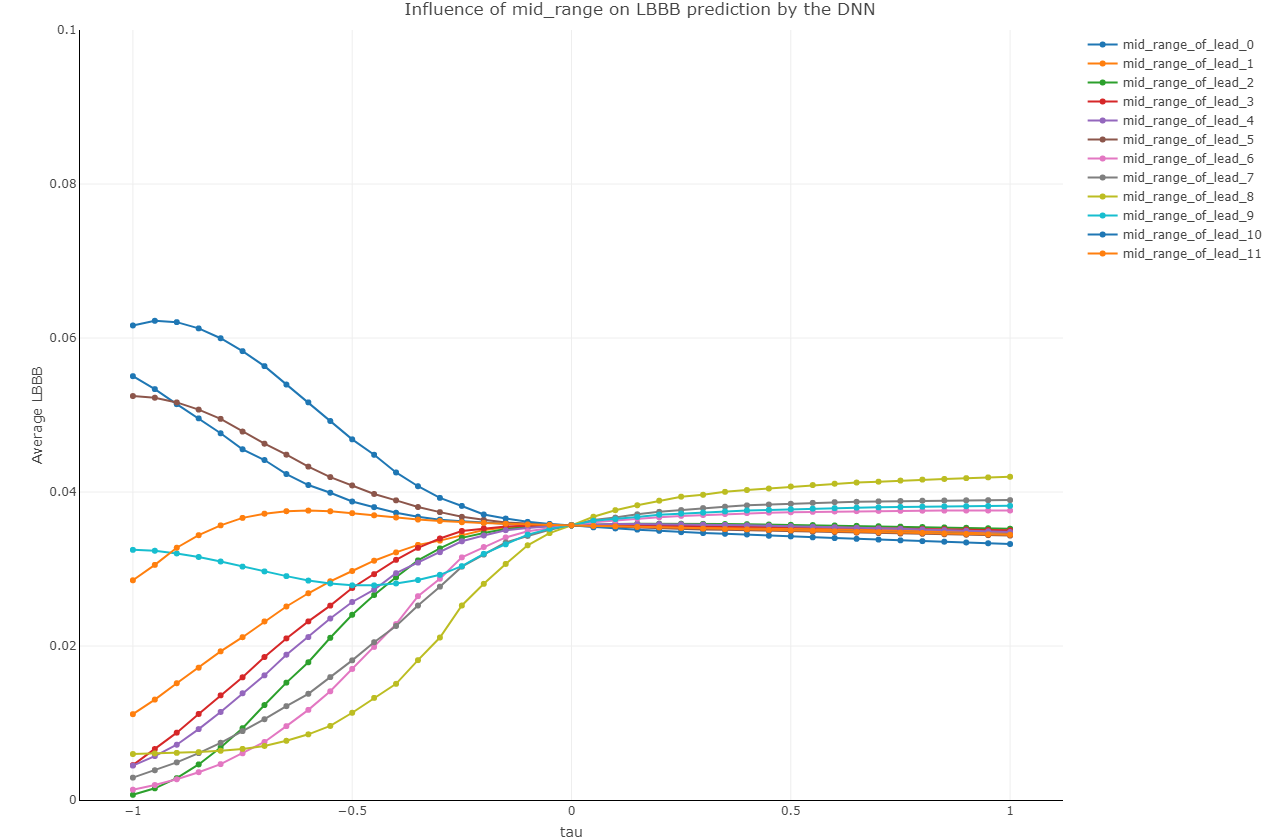 Influence of mid_range on LBBB prediction by the DNN
0.1
0.08
0.06
0.04
0.02
0
Average LBBB
−1
−0.5
0
0.5
1
tau
mid_range_of_lead_0
mid_range_of_lead_1
mid_range_of_lead_2
mid_range_of_lead_3
mid_range_of_lead_4
mid_range_of_lead_5
mid_range_of_lead_6
mid_range_of_lead_7
mid_range_of_lead_8
mid_range_of_lead_9
mid_range_of_lead_10
mid_range_of_lead_11